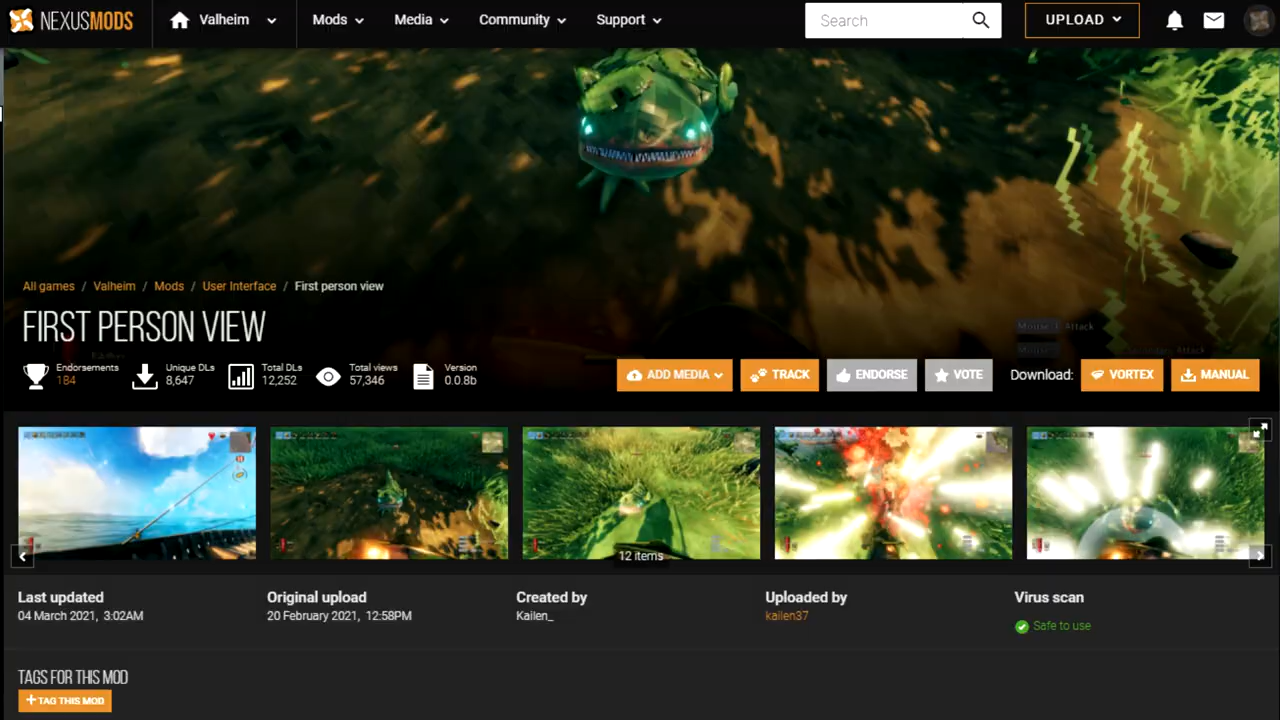 NEXUSMODS Valheim Mods Media Community Support Search UPLOAD
All games / Valheim / Mods / User Interface / First person view
FIRST PERSON VIEW
Mouse-1 Attack
Attack
Endorsements Unique DLs Total DLs Total views Version
184 8,647 12,252 57,346 0.0.8b
ADD MEDIA TRACK ENDORSE VOTE Download: VORTEX MANUAL
12 items
Last updated Original upload Created by Uploaded by Virus scan
04 March 2021, 3:02AM 20 February 2021, 12:58PM Kailen_ kailen37 Safe to use
TAGS FOR THIS MOD
+TAG THIS MOD